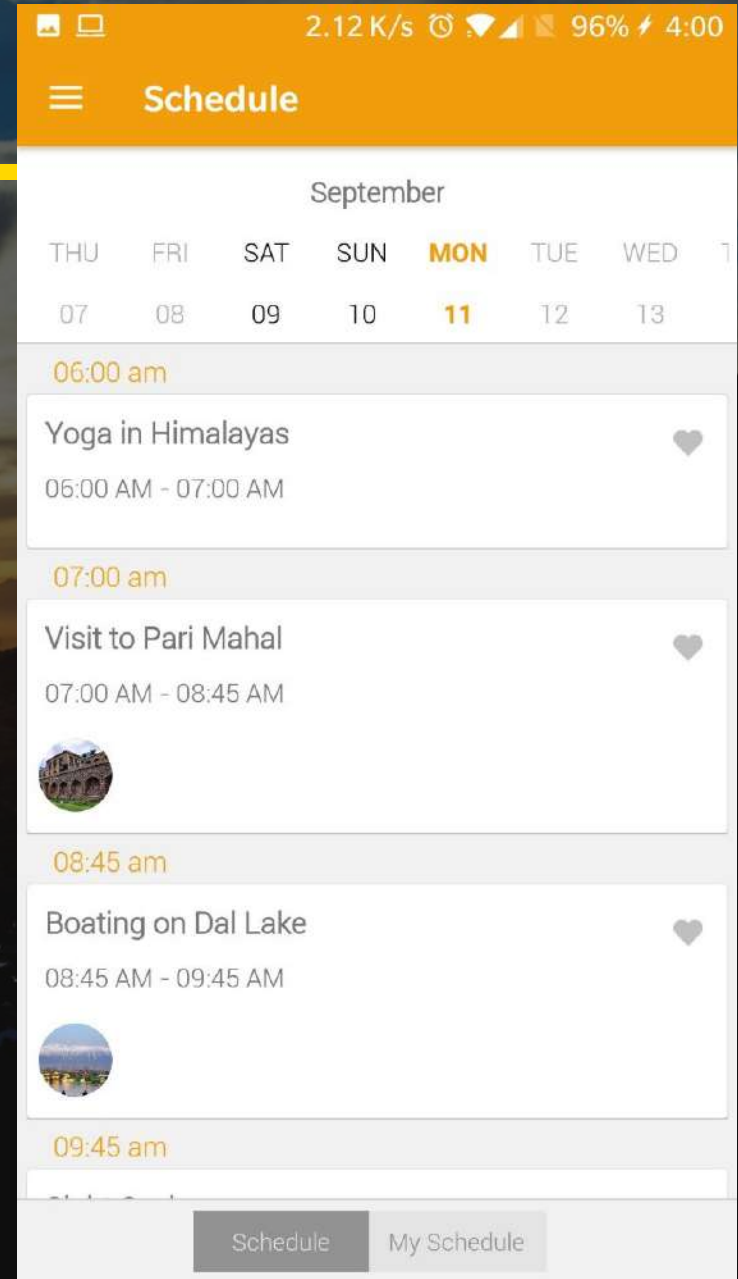 2.12 K/s 96% 4:00
Schedule
September
THU FRI SAT SUN MON TUE WED
07 08 09 10 11 12 13
06:00 am
Yoga in Himalayas
06:00 AM - 07:00 AM
07:00 am
Visit to Pari Mahal
07:00 AM - 08:45 AM
08:45 am
Boating on Dal Lake
08:45 AM - 09:45 AM
09:45 am
Schedule My Schedule